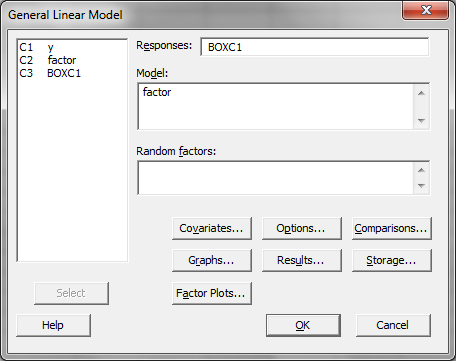 General Linear Model
C1 y
C2 factor
C3 BOXC1
Responses: BOXC1
Model:
factor
Random factors:
Covariates... Options... Comparisons...
Graphs... Results... Storage...
Select Factor Plots...
Help OK Cancel